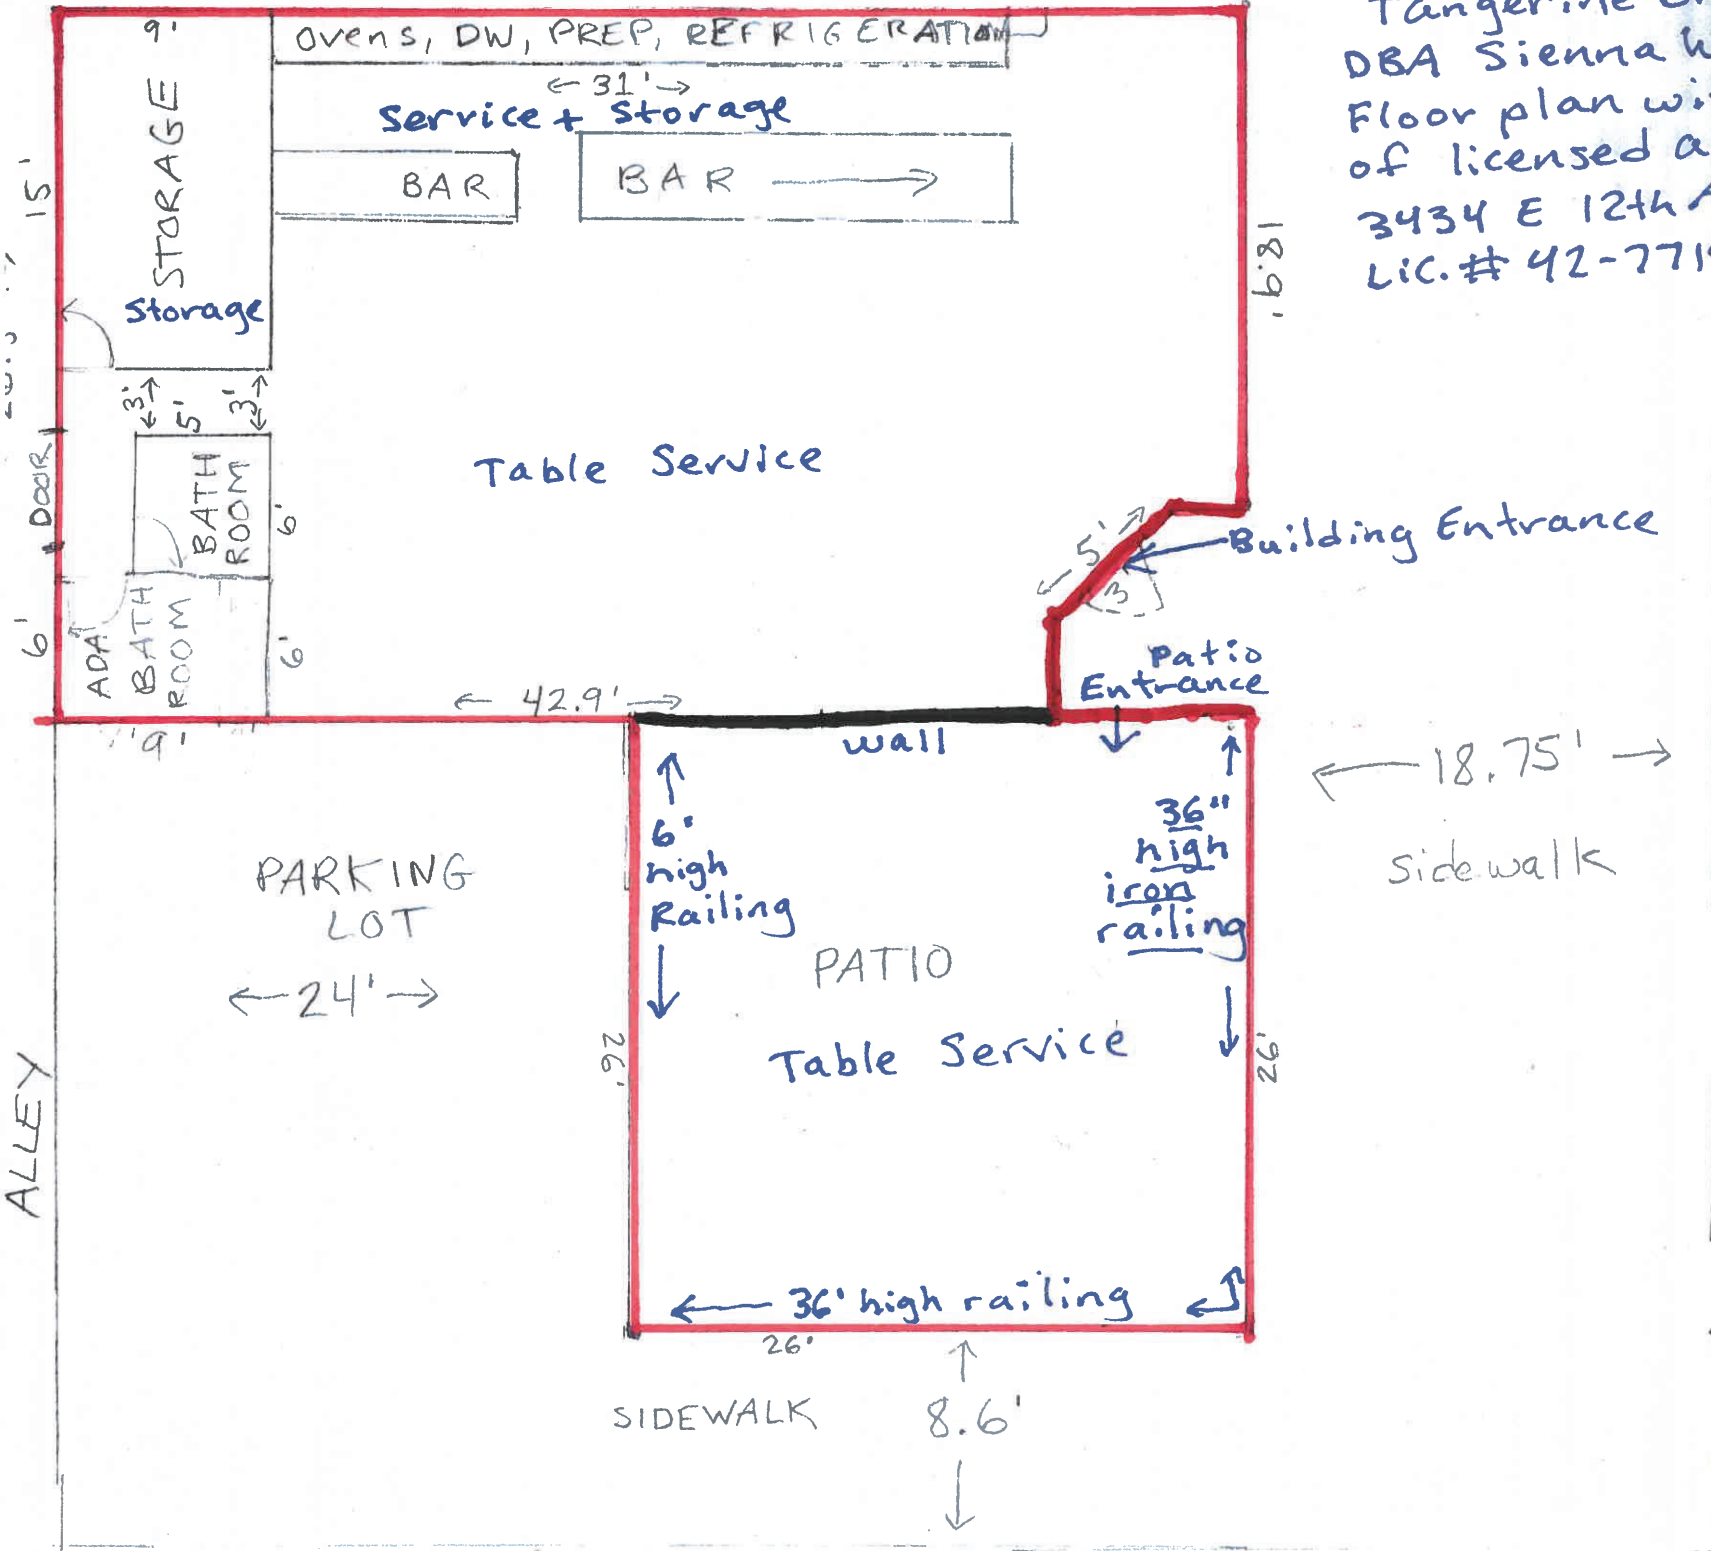 Tangerine
DBA Sienna
Floor plan
of licensed
3434 E 12th
Lic.# 42-771
9'
Ovens, DW, PREP, REFRIGERATION
← 31' →
Service + Storage
STORAGE
Storage
BAR
BAR →
15'
18.9'
3'
5'
3'
DOOR
BATH
ROOM
6'
Table Service
5'
3
Building Entrance
6'
ADA
BATH
ROOM
6'
Patio
Entrance
← 42.9' →
9'
wall
← 18.75' →
Sidewalk
6'
high
Railing
36"
high
iron
railing
PARKING
LOT
← 24' →
PATIO
Table Service
26'
26'
ALLEY
← 36' high railing
26'
SIDEWALK
8.6'